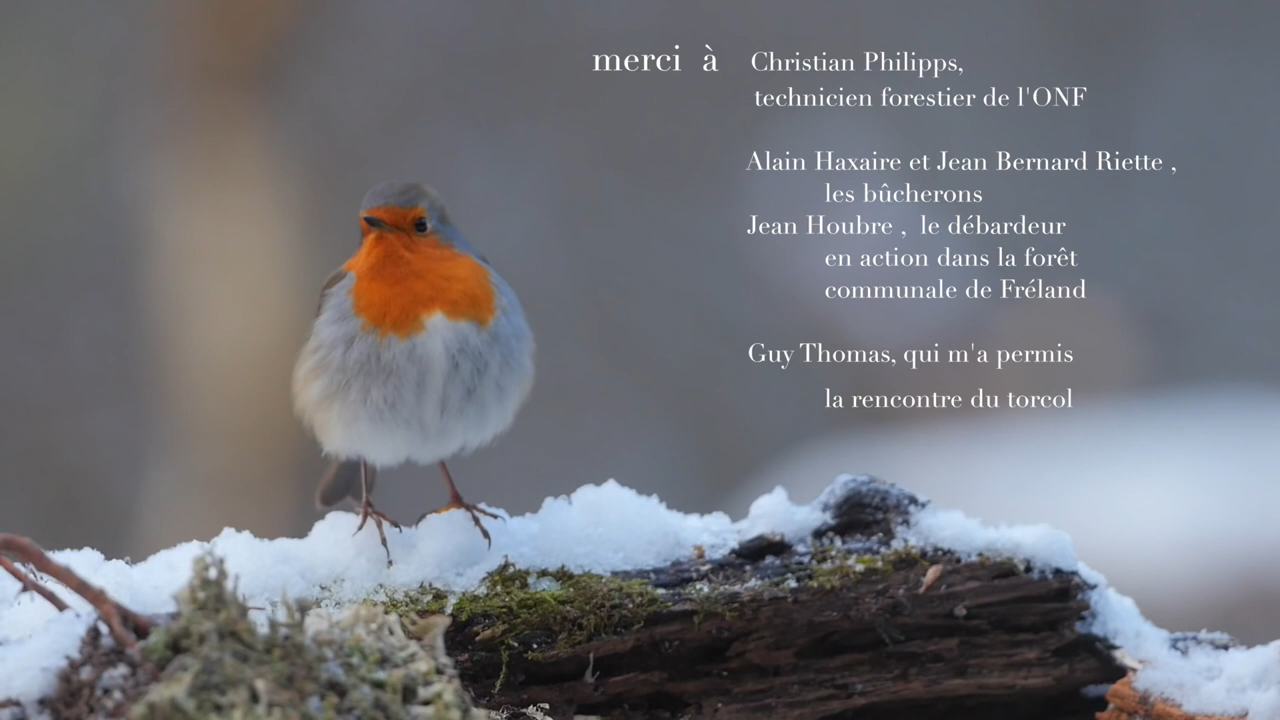 merci à Christian Philipps,
technicien forestier de l'ONF
Alain Haxaire et Jean Bernard Riette ,
les bûcherons
Jean Houbre , le débardeur
en action dans la forêt
communale de Fréland
Guy Thomas, qui m'a permis
la rencontre du torcol